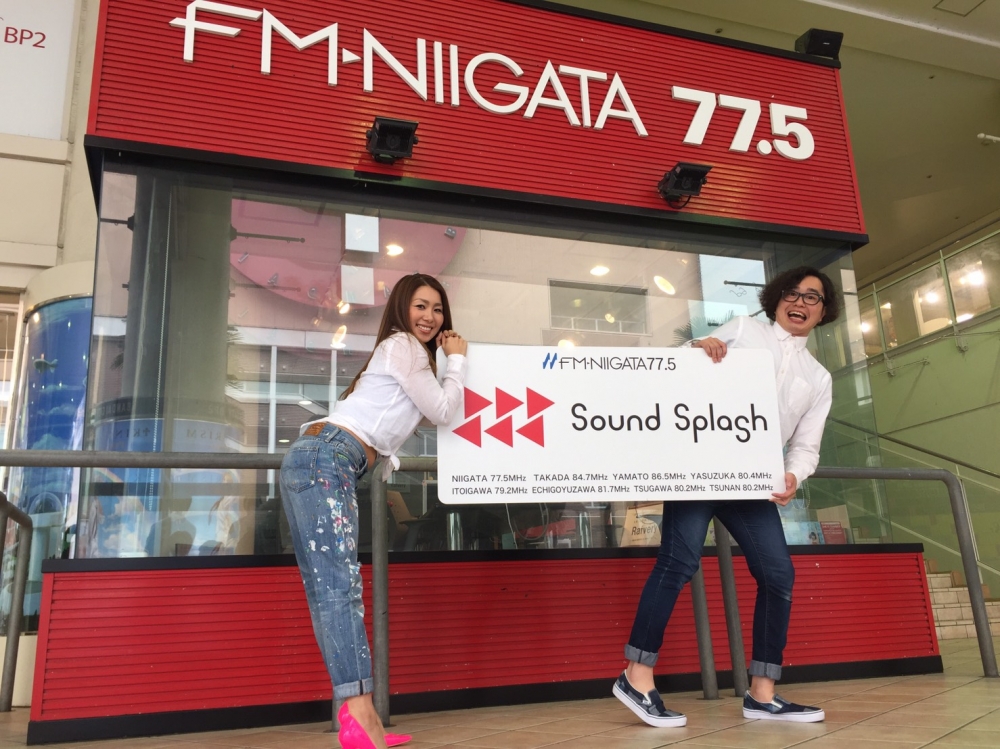 BP2
FM-NIIGATA 77.5
FM-NIIGATA77.5
Sound Splash
NIIGATA 77.5MHz TAKADA 84.7MHz YAMATO 86.5MHz YASUZUKA 80.4MHz
ITOIGAWA 79.2MHz ECHIGOYUZAWA 81.7MHz TSUGAWA 80.2MHz TSUNAN 80.2MHz